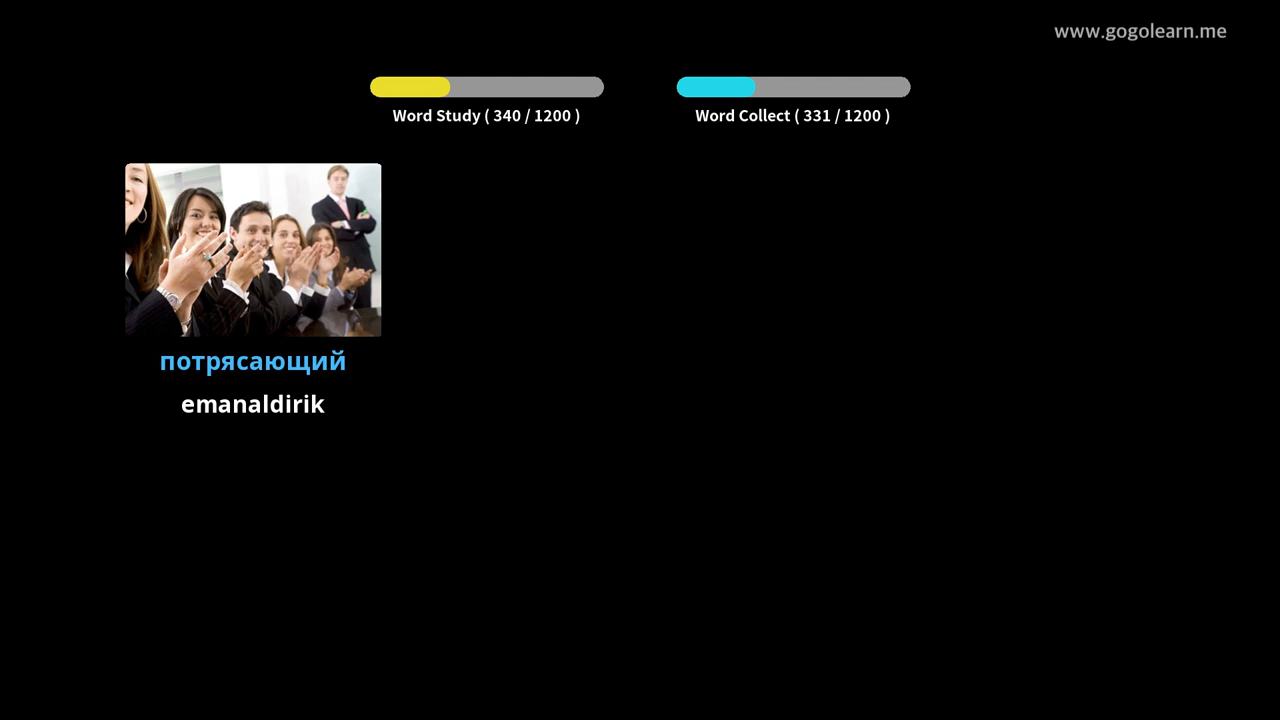 www.gogolearn.me
Word Study ( 340 / 1200 )
Word Collect ( 331 / 1200 )
потрясающий
emanaldirik